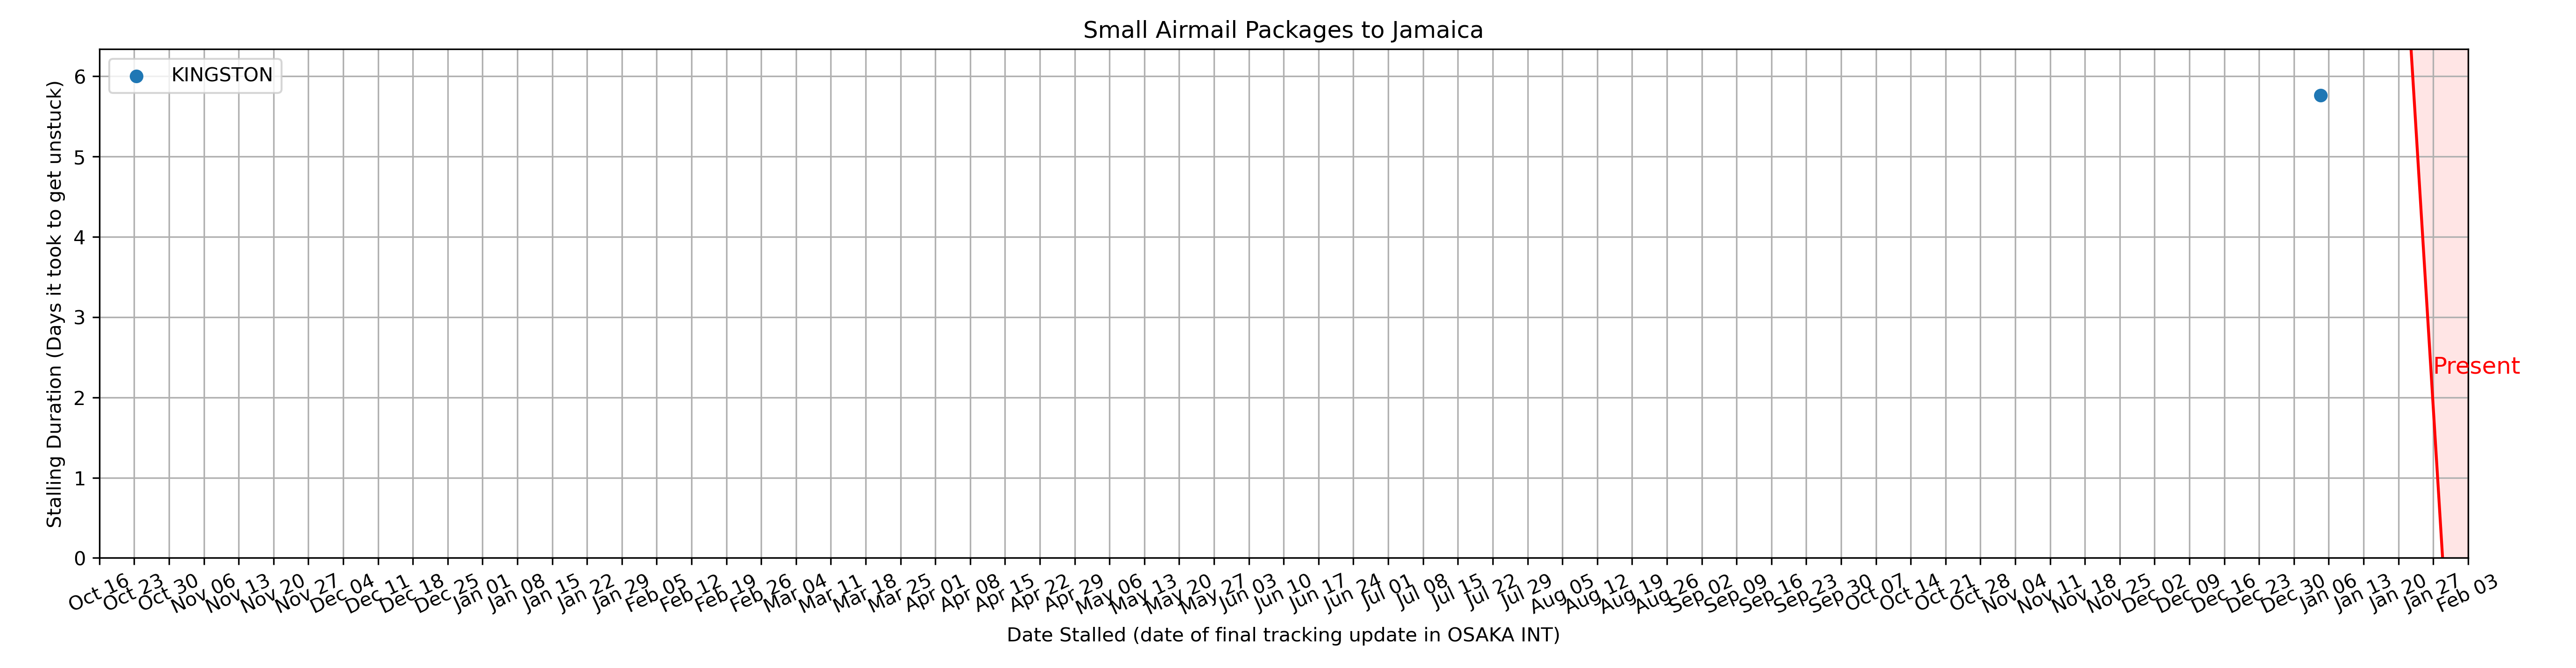 Small Airmail Packages to Jamaica
KINGSTON
6
5
4
3
2
1
0
Stalling Duration (Days it took to get unstuck)
Present
Oct 16 Oct 23 Oct 30 Nov 06 Nov 13 Nov 20 Nov 27 Dec 04 Dec 11 Dec 18 Dec 25 Jan 01 Jan 08 Jan 15 Jan 22 Jan 29 Feb 05 Feb 12 Feb 19 Feb 26 Mar 04 Mar 11 Mar 18 Mar 25 Apr 01 Apr 08 Apr 15 Apr 22 Apr 29 May 06 May 13 May 20 May 27 Jun 03 Jun 10 Jun 17 Jun 24 Jul 01 Jul 08 Jul 15 Jul 22 Jul 29 Aug 05 Aug 12 Aug 19 Aug 26 Sep 02 Sep 09 Sep 16 Sep 23 Sep 30 Oct 07 Oct 14 Oct 21 Oct 28 Nov 04 Nov 11 Nov 18 Nov 25 Dec 02 Dec 09 Dec 16 Dec 23 Dec 30 Jan 06 Jan 13 Jan 20 Jan 27 Feb 03
Date Stalled (date of final tracking update in OSAKA INT)